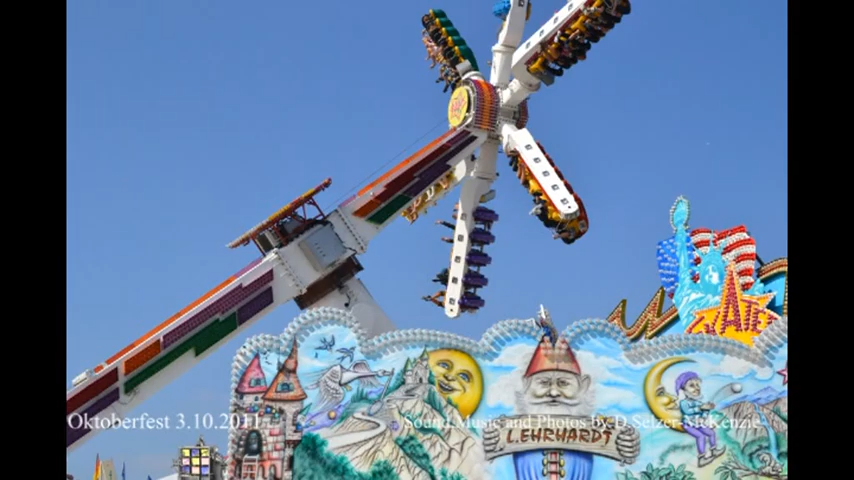 Oktoberfest 3.10.2011
Sound Music and Photos by D.Selzer-McKenzie
L.EHRHARDT